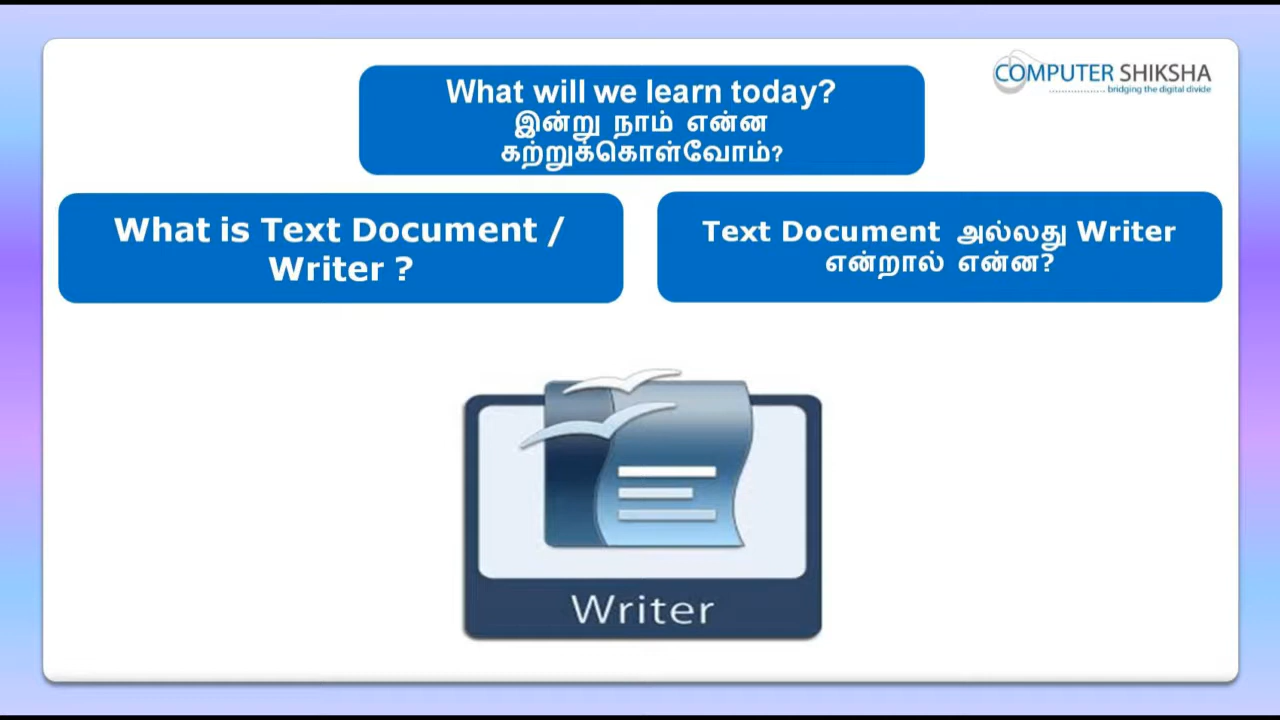 COMPUTER SHIKSHA
bridging the digital divide
What will we learn today?
இன்று நாம் என்ன
கற்றுக்கொள்வோம்?
What is Text Document /
Writer ?
Text Document அல்லது Writer
என்றால் என்ன?
Writer